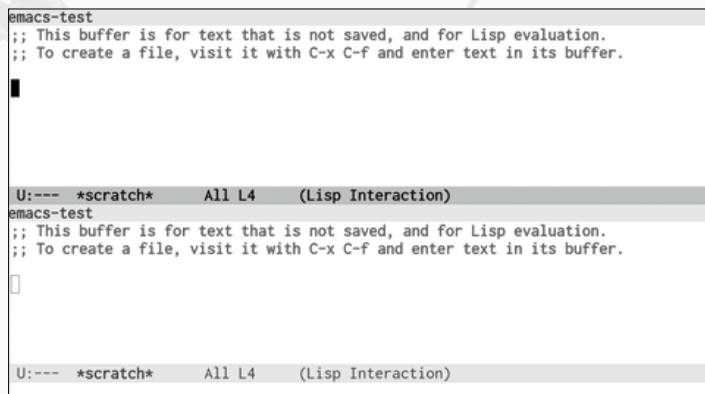 emacs-test
;; This buffer is for text that is not saved, and for Lisp evaluation.
;; To create a file, visit it with C-x C-f and enter text in its buffer.
U:--- *scratch* All L4 (Lisp Interaction)
emacs-test
;; This buffer is for text that is not saved, and for Lisp evaluation.
;; To create a file, visit it with C-x C-f and enter text in its buffer.
U:--- *scratch* All L4 (Lisp Interaction)